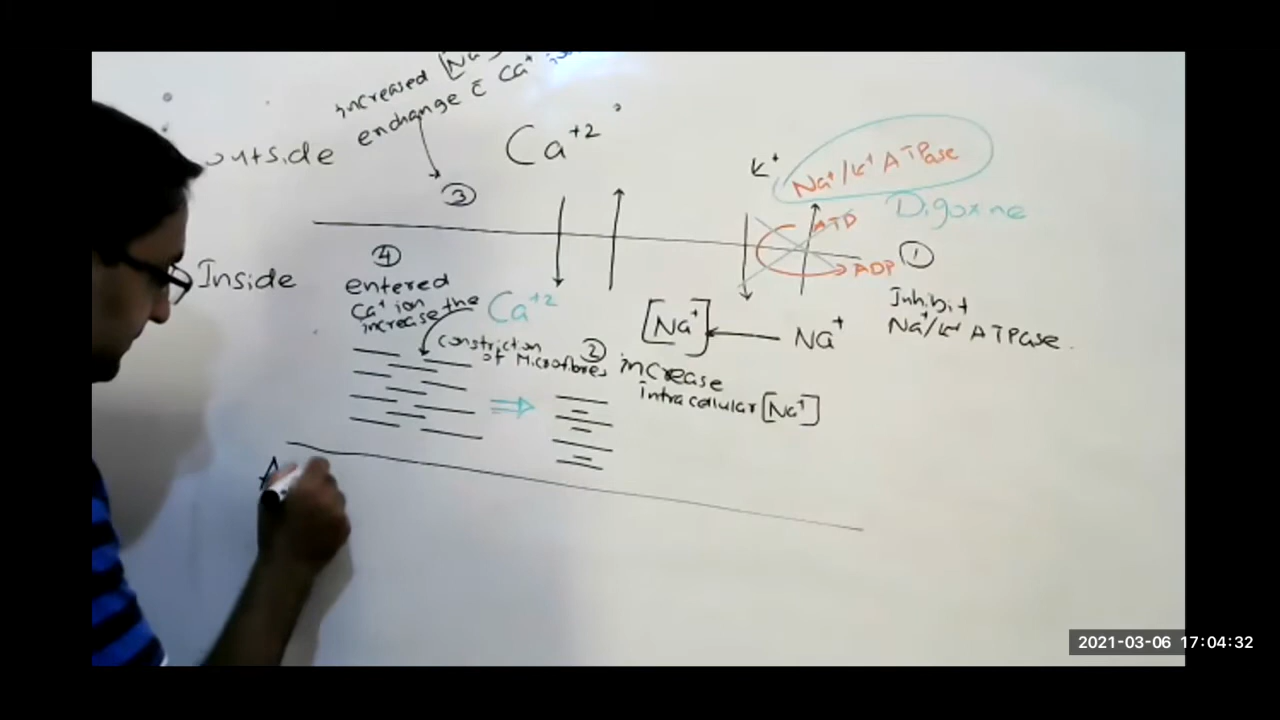 increased [Na
exchange c̄ Ca⁺
outside
Ca⁺²
K⁺
Na⁺/K⁺ ATPase
Digoxine
③
ATP
ADP
①
Inhibit
Na⁺/K⁺ ATPase.
Inside
④
entered
Ca⁺ ion
increase the
Ca⁺²
constriction
of Microfibres
[Na⁺]
Na⁺
②
increase
intracellular [Na⁺]
A
2021-03-06 17:04:32